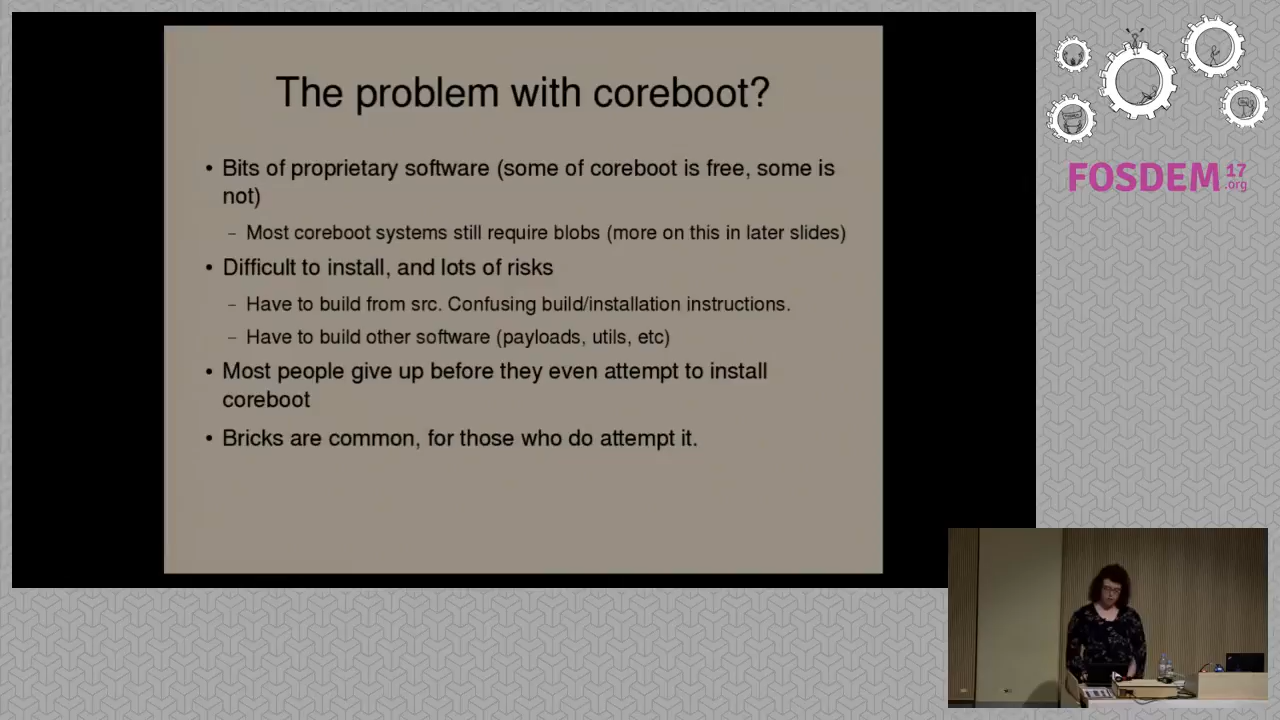 The problem with coreboot?
• Bits of proprietary software (some of coreboot is free, some is
not)
– Most coreboot systems still require blobs (more on this in later slides)
• Difficult to install, and lots of risks
– Have to build from src. Confusing build/installation instructions.
– Have to build other software (payloads, utils, etc)
• Most people give up before they even attempt to install
coreboot
• Bricks are common, for those who do attempt it.
FOSDEM 17
.org